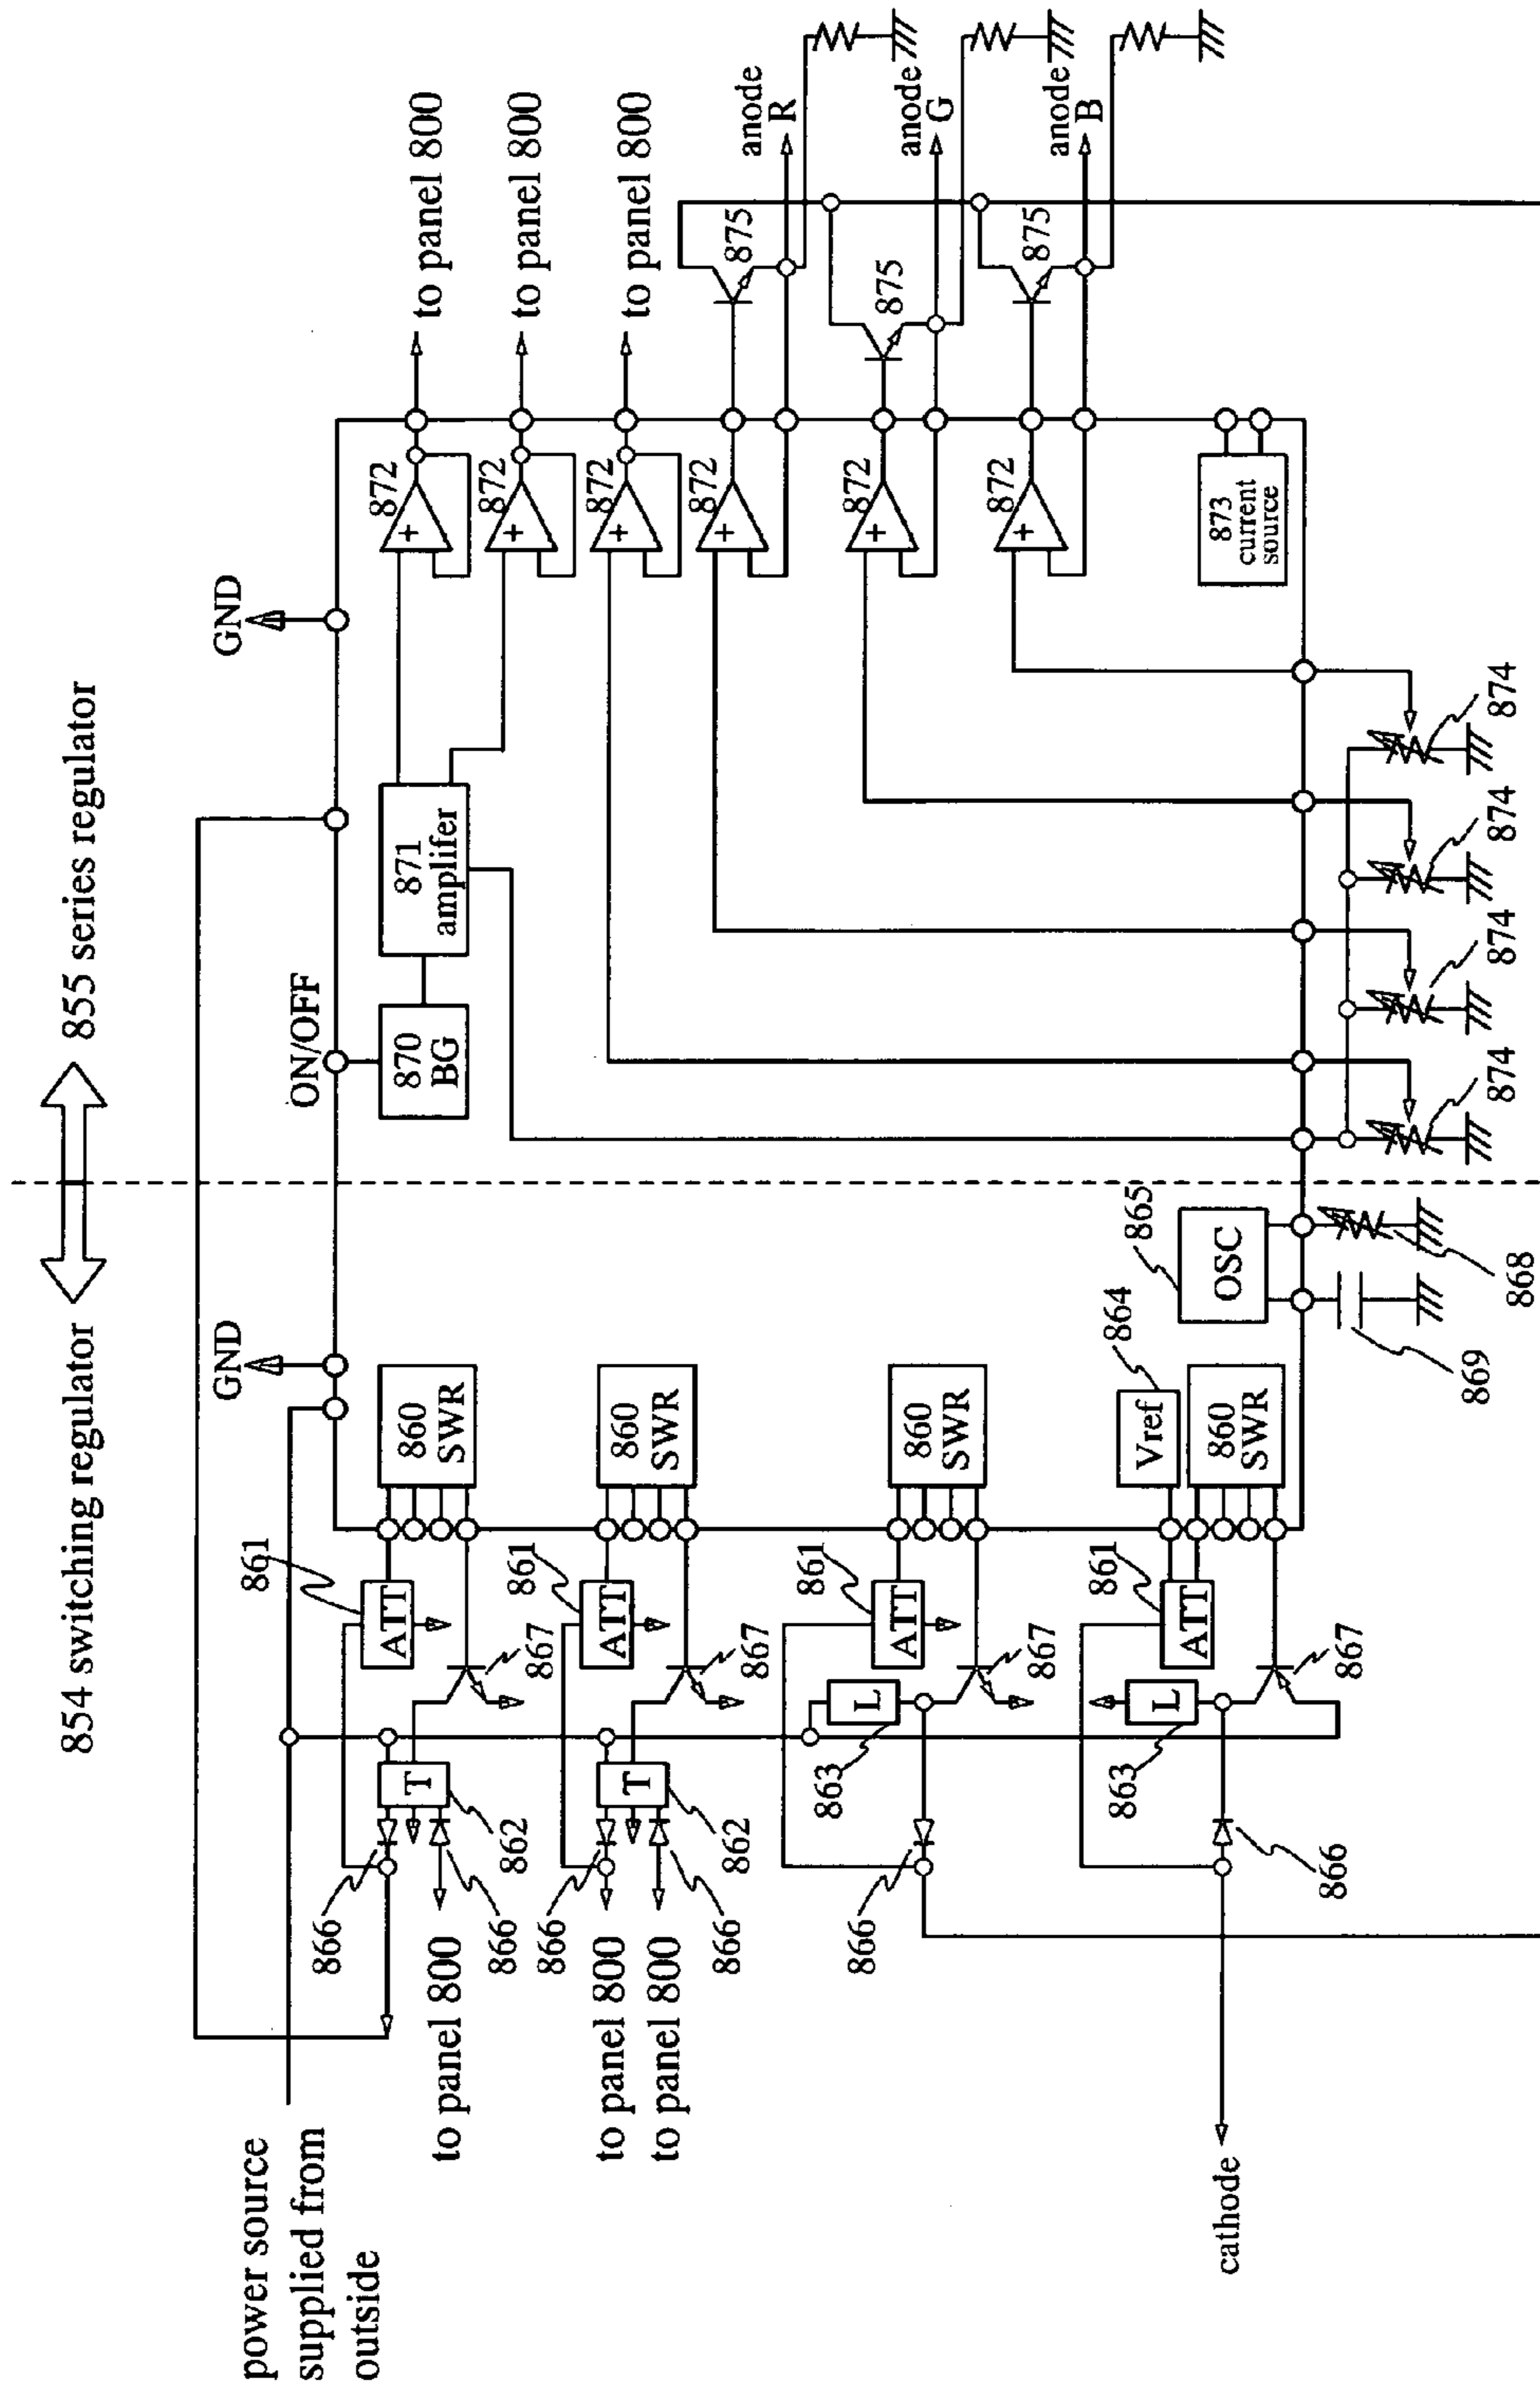 854 switching regulator
855 series regulator
GND
ON/OFF
GND
power source
supplied from
outside
861
ATT
860
SWR
870
BG
871
amplifer
872
+
to panel 800
867
T
866
862
to panel 800
866
872
+
to panel 800
861
ATT
860
SWR
867
T
866
862
to panel 800
to panel 800
866
872
+
to panel 800
872
+
875
anode
R
861
ATT
860
SWR
867
L
863
866
872
+
875
anode
G
864
Vref
861
ATT
860
SWR
867
L
863
866
cathode
872
+
875
anode
B
865
OSC
873
current
source
869
868
874
874
874
874